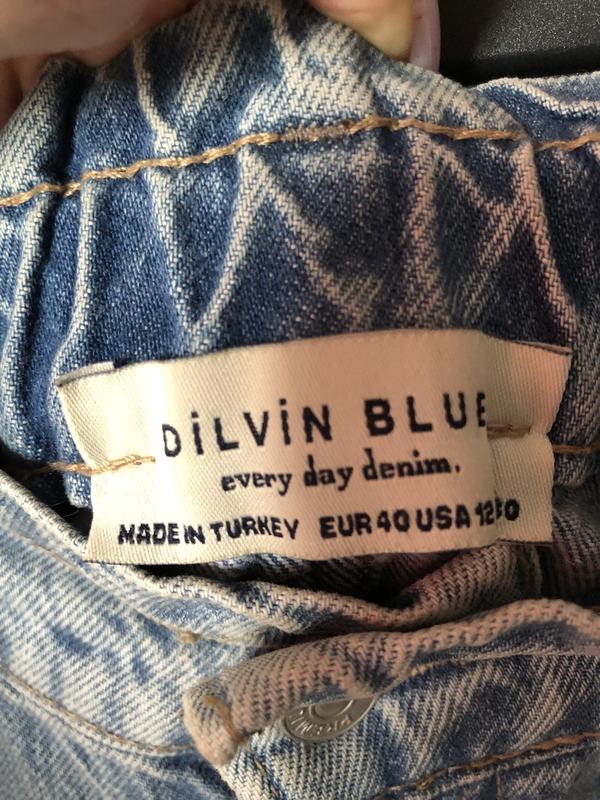 DİLVİN BLUE
every day denim.
MADE IN TURKEY EUR 40 USA 12